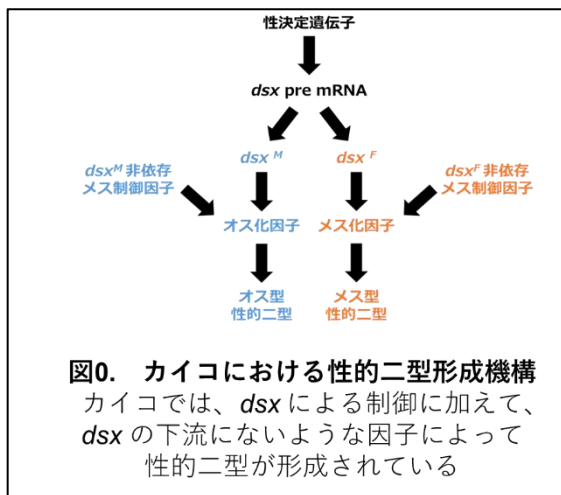 性決定遺伝子
dsx pre mRNA
dsx M
dsx F
dsxM 非依存
メス制御因子
dsxF 非依存
メス制御因子
オス化因子
メス化因子
オス型
性的二型
メス型
性的二型
図0. カイコにおける性的二型形成機構
カイコでは、dsx による制御に加えて、
dsx の下流にないような因子によって
性的二型が形成されている